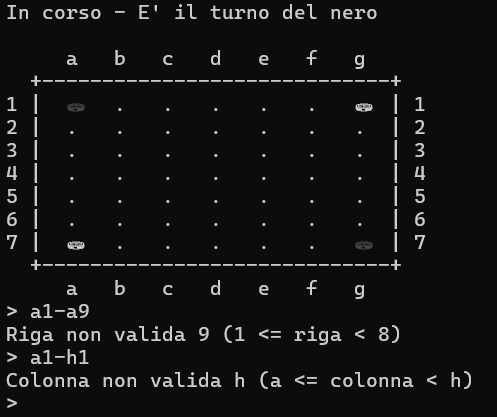 In corso - E' il turno del nero
a b c d e f g
+-----------------------------+
1 | ⛂ . . . . . ⛂ | 1
2 | . . . . . . . | 2
3 | . . . . . . . | 3
4 | . . . . . . . | 4
5 | . . . . . . . | 5
6 | . . . . . . . | 6
7 | ⛂ . . . . . ⛂ | 7
+-----------------------------+
a b c d e f g
> a1-a9
Riga non valida 9 (1 <= riga < 8)
> a1-h1
Colonna non valida h (a <= colonna < h)
>